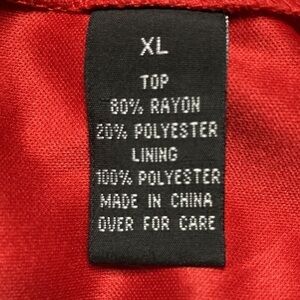 XL
TOP
80% RAYON
20% POLYESTER
LINING
100% POLYESTER
MADE IN CHINA
OVER FOR CARE